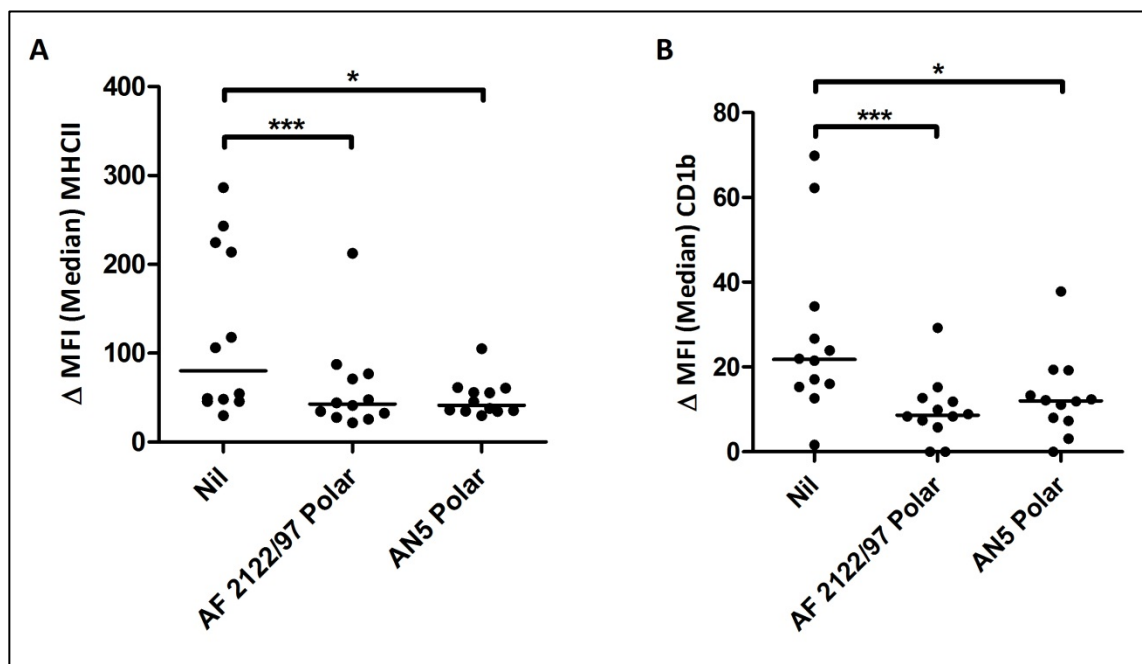 A
Δ MFI (Median) MHCII
400
300
200
100
0
*
***
Nil
AF 2122/97 Polar
AN5 Polar
B
Δ MFI (Median) CD1b
80
60
40
20
0
*
***
Nil
AF 2122/97 Polar
AN5 Polar